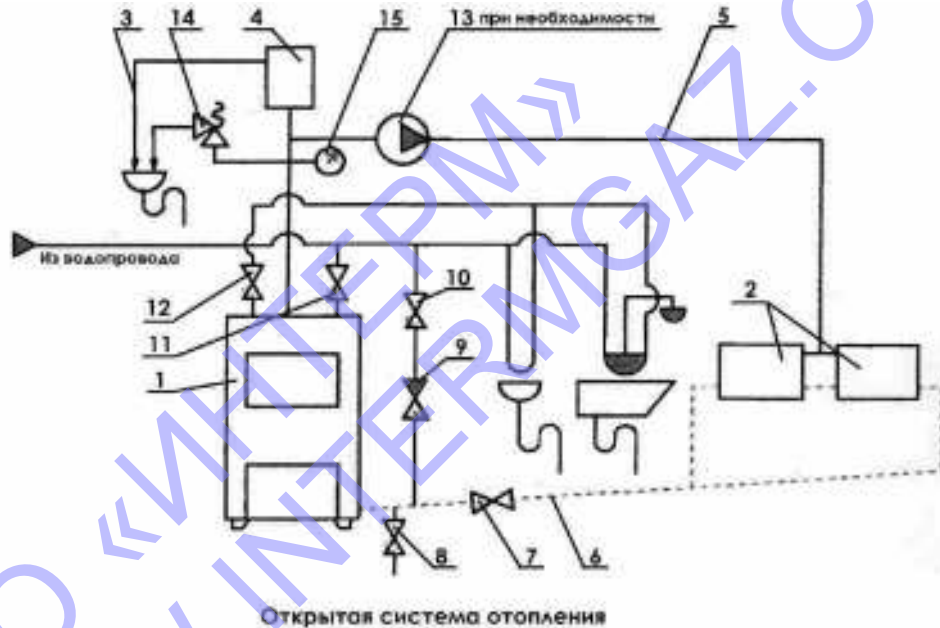 3 14 4 15 13 при необходимости 5
Из водопровода
12
11
1
10
9
2
8 7 6
Открытая система отопления
О «ИНТЕРМ»
INTERMGAZ.C